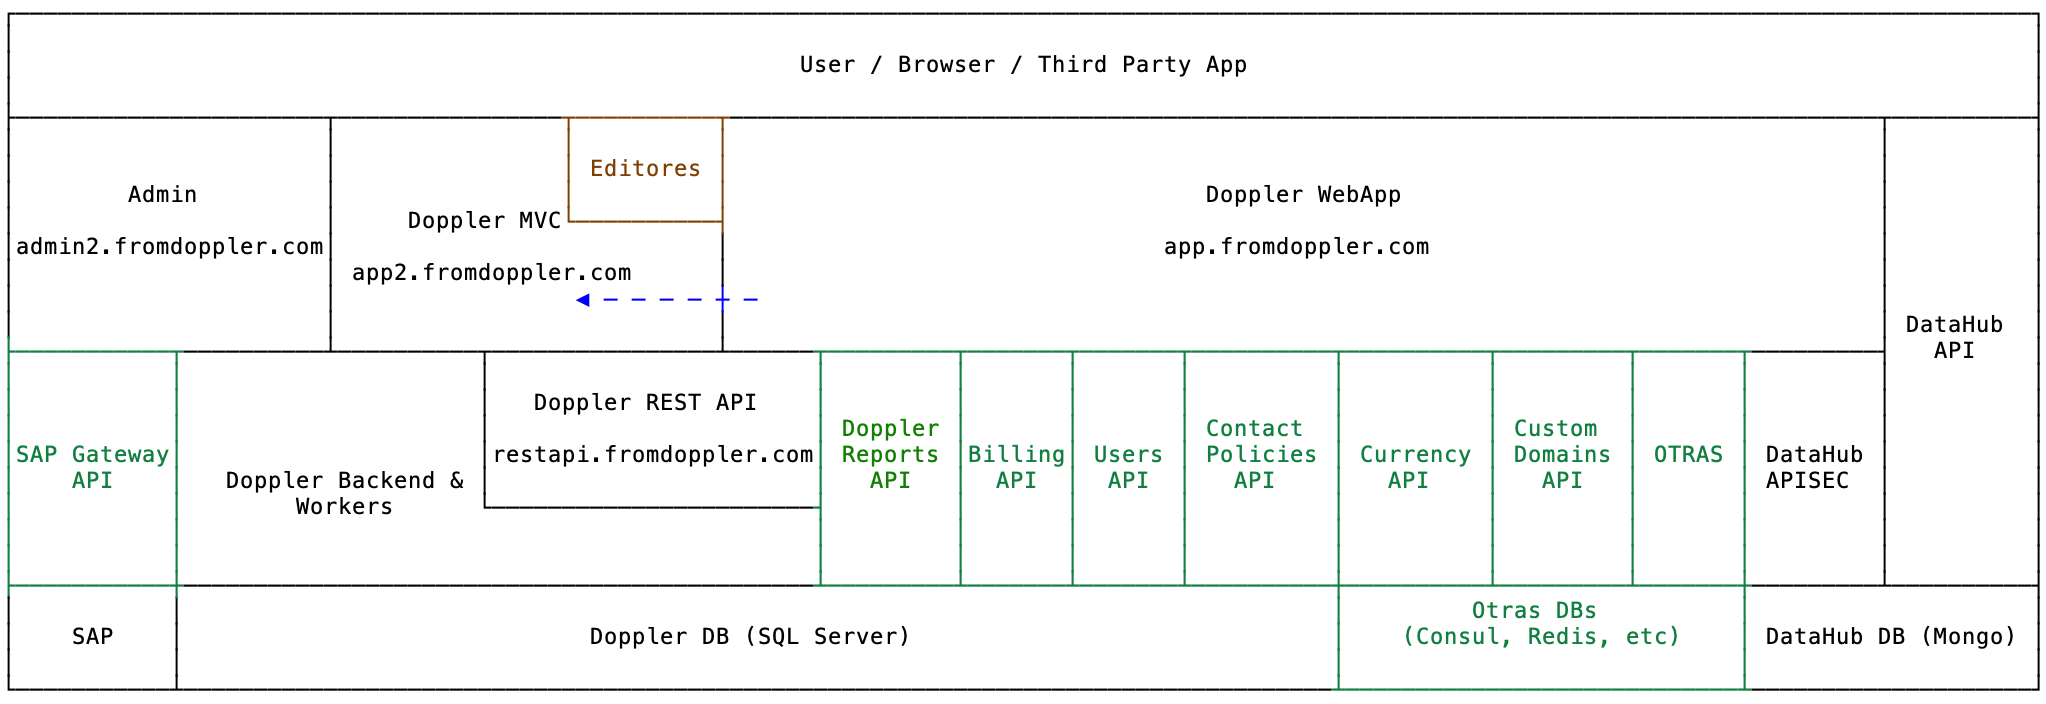 User / Browser / Third Party App
Admin
admin2.fromdoppler.com
Editores
Doppler MVC
app2.fromdoppler.com
Doppler WebApp
app.fromdoppler.com
DataHub
API
SAP Gateway
API
Doppler Backend &
Workers
Doppler REST API
restapi.fromdoppler.com
Doppler
Reports
API
Billing
API
Users
API
Contact
Policies
API
Currency
API
Custom
Domains
API
OTRAS
DataHub
APISEC
SAP
Doppler DB (SQL Server)
Otras DBs
(Consul, Redis, etc)
DataHub DB (Mongo)